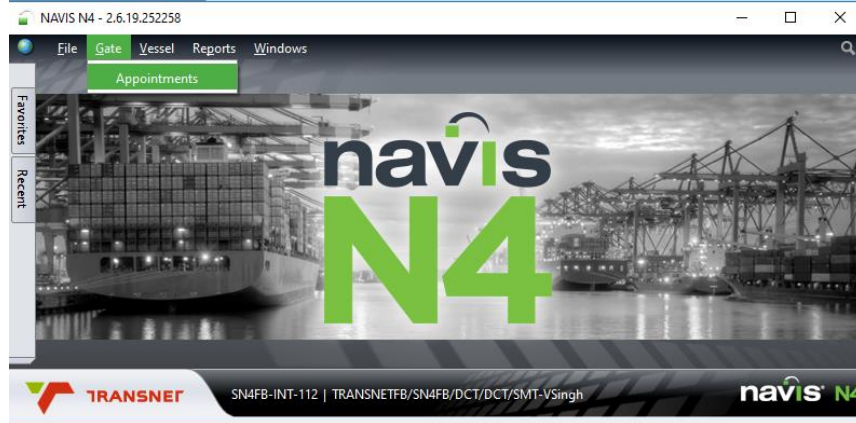 NAVIS N4 - 2.6.19.252258
File Gate Vessel Reports Windows
Appointments
Favorites
Recent
navis
N4
TRANSNET SN4FB-INT-112 | TRANSNETFB/SN4FB/DCT/DCT/SMT-VSingh navis N4